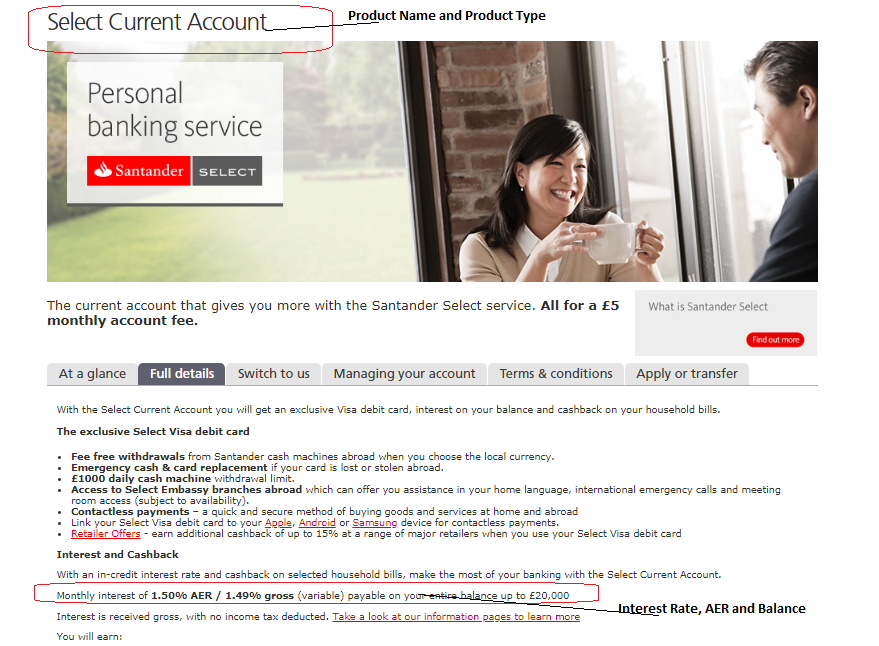 Select Current Account
Product Name and Product Type
Personal
banking service
Santander SELECT
The current account that gives you more with the Santander Select service. All for a £5
monthly account fee.
What is Santander Select
Find out more
At a glance
Full details
Switch to us
Managing your account
Terms & conditions
Apply or transfer
With the Select Current Account you will get an exclusive Visa debit card, interest on your balance and cashback on your household bills.
The exclusive Select Visa debit card
Fee free withdrawals from Santander cash machines abroad when you choose the local currency.
Emergency cash & card replacement if your card is lost or stolen abroad.
£1000 daily cash machine withdrawal limit.
Access to Select Embassy branches abroad which can offer you assistance in your home language, international emergency calls and meeting
room access (subject to availability).
Contactless payments – a quick and secure method of buying goods and services at home and abroad
Link your Select Visa debit card to your Apple, Android or Samsung device for contactless payments.
Retailer Offers - earn additional cashback of up to 15% at a range of major retailers when you use your Select Visa debit card
Interest and Cashback
With an in-credit interest rate and cashback on selected household bills, make the most of your banking with the Select Current Account.
Monthly interest of 1.50% AER / 1.49% gross (variable) payable on your entire balance up to £20,000
Interest Rate, AER and Balance
Interest is received gross, with no income tax deducted. Take a look at our information pages to learn more
You will earn: